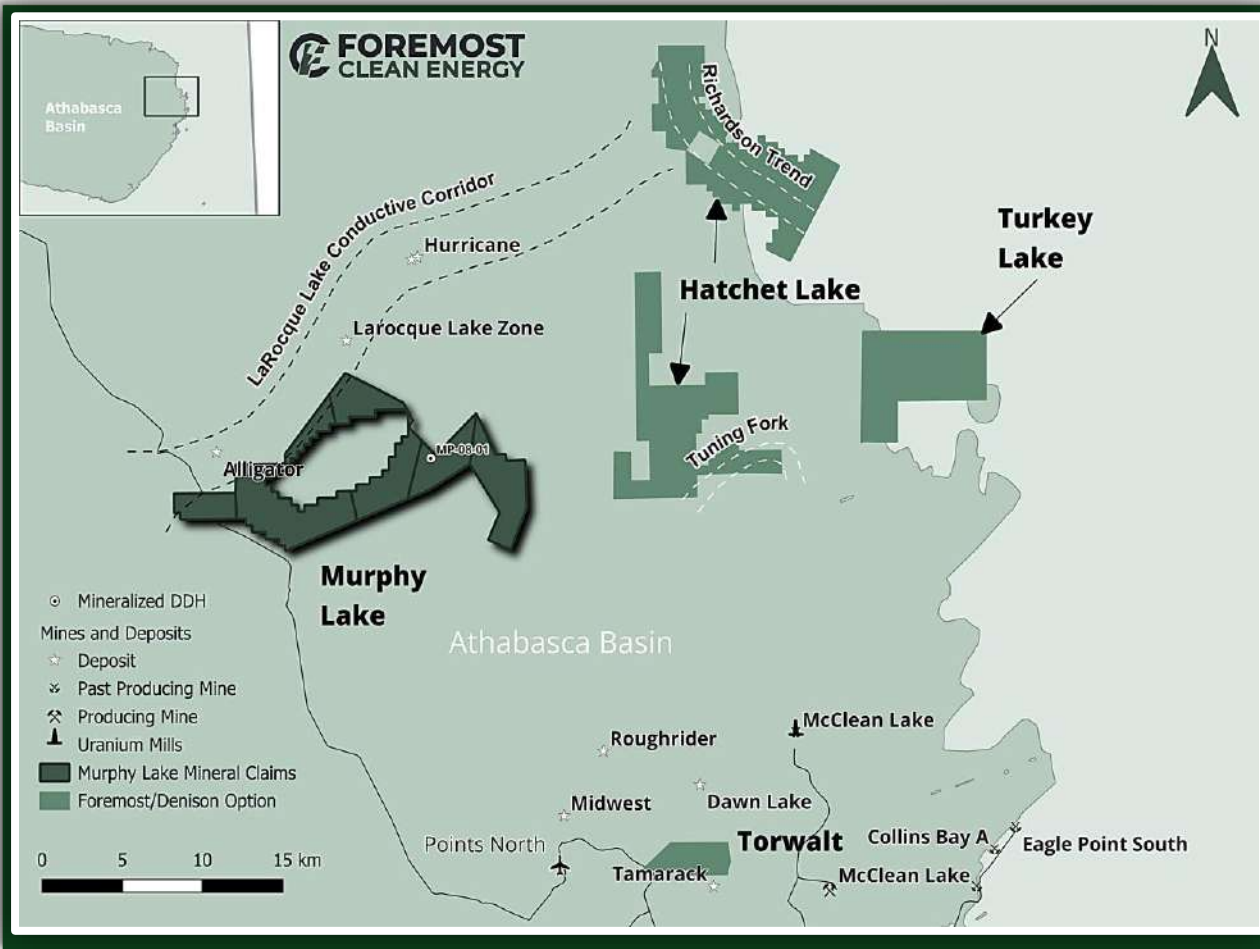 Athabasca
Basin
FOREMOST
CLEAN ENERGY
N
Richardson Trend
LaRocque Lake Conductive Corridor
Hurricane
Turkey
Lake
Hatchet Lake
Larocque Lake Zone
Tuning Fork
MP-08-01
Alligator
Murphy
Lake
Athabasca Basin
Mineralized DDH
Mines and Deposits
Deposit
Past Producing Mine
Producing Mine
Uranium Mills
Murphy Lake Mineral Claims
Foremost/Denison Option
0 5 10 15 km
McClean Lake
Roughrider
Dawn Lake
Midwest
Points North
Torwalt
Tamarack
Collins Bay A
Eagle Point South
McClean Lake